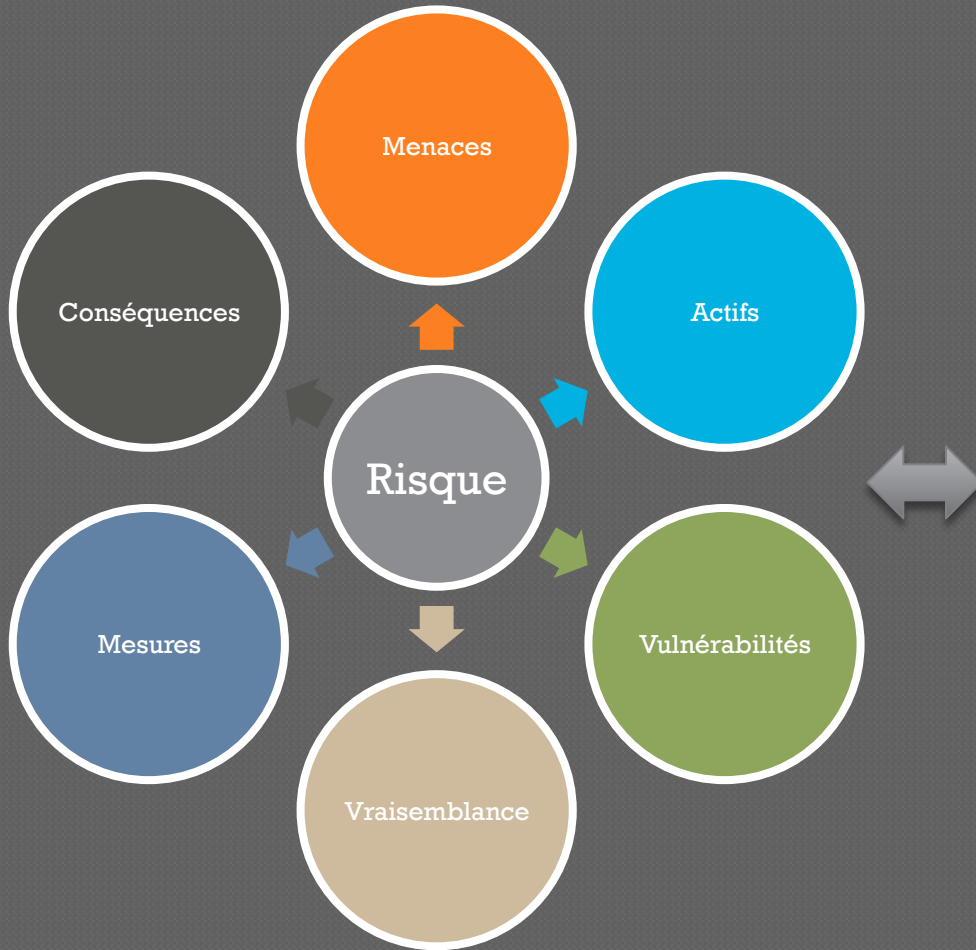 Menaces
Conséquences
Actifs
Risque
Mesures
Vulnérabilités
Vraisemblance